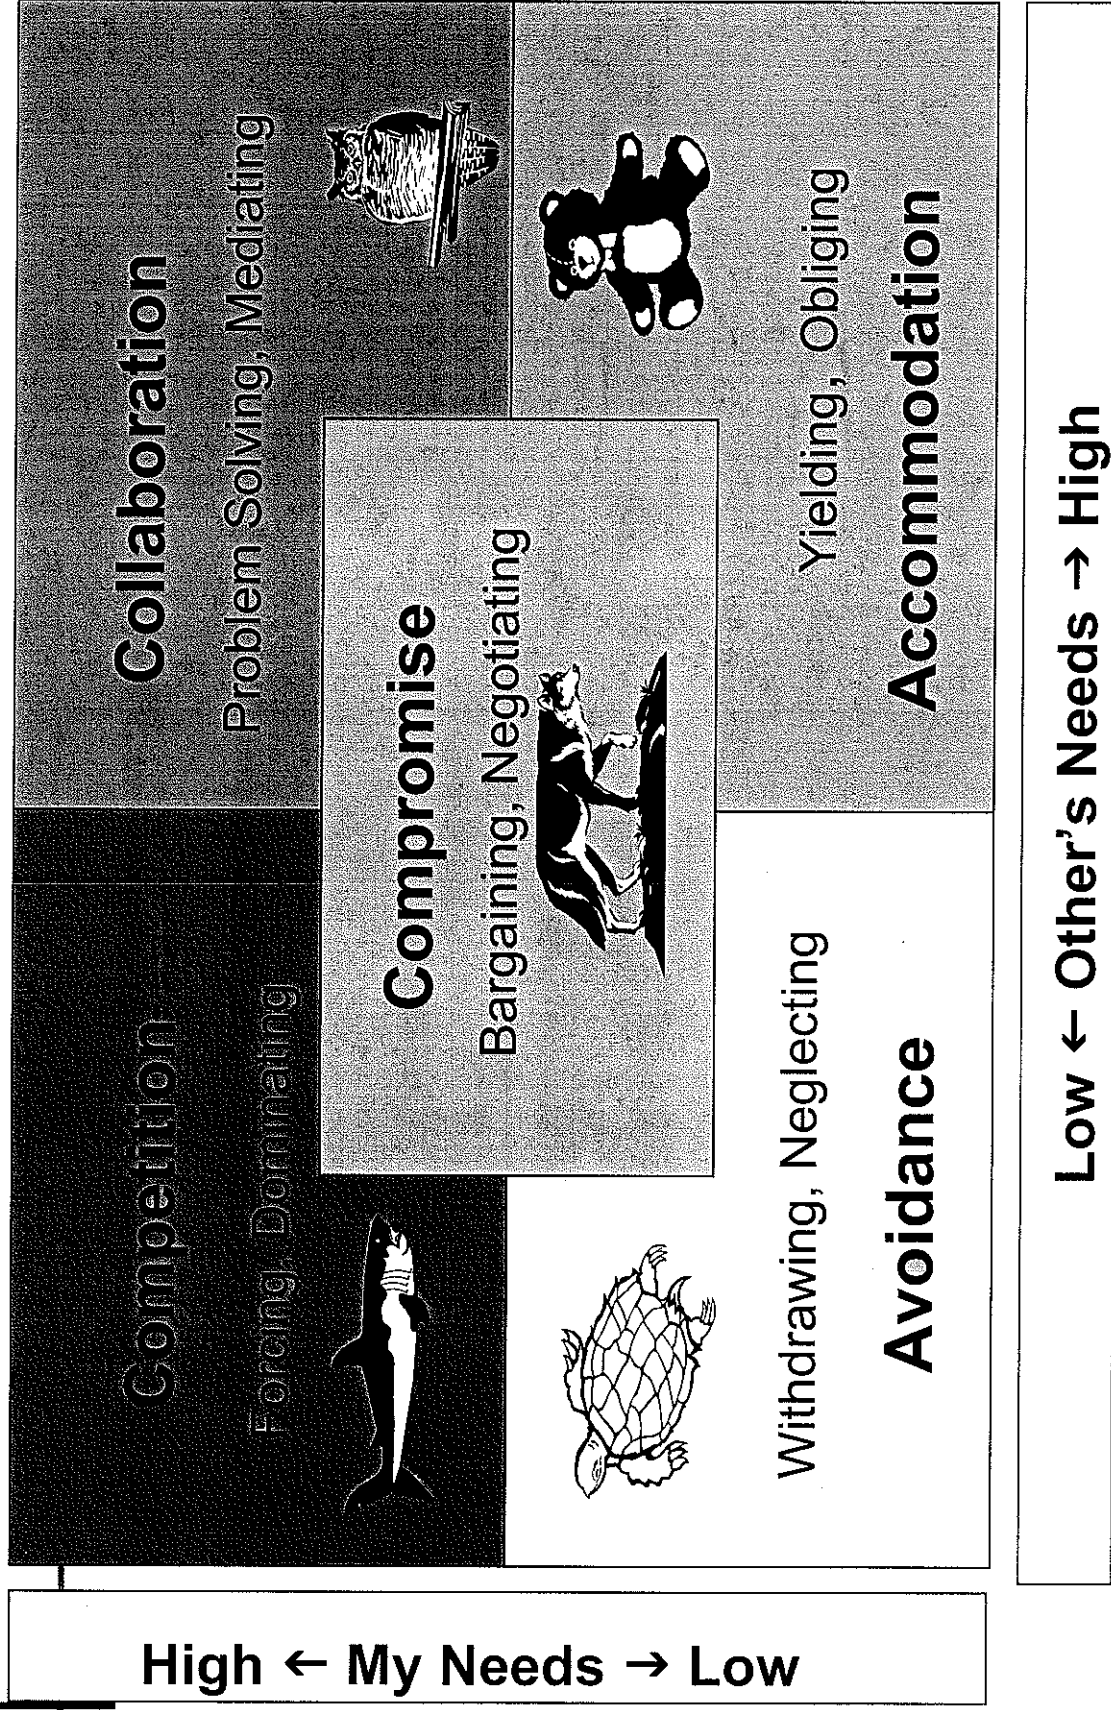 Competition
Forcing, Dominating
Collaboration
Problem Solving, Mediating
Compromise
Bargaining, Negotiating
Withdrawing, Neglecting
Avoidance
Yielding, Obliging
Accommodation
High ← My Needs → Low
Low ← Other's Needs → High